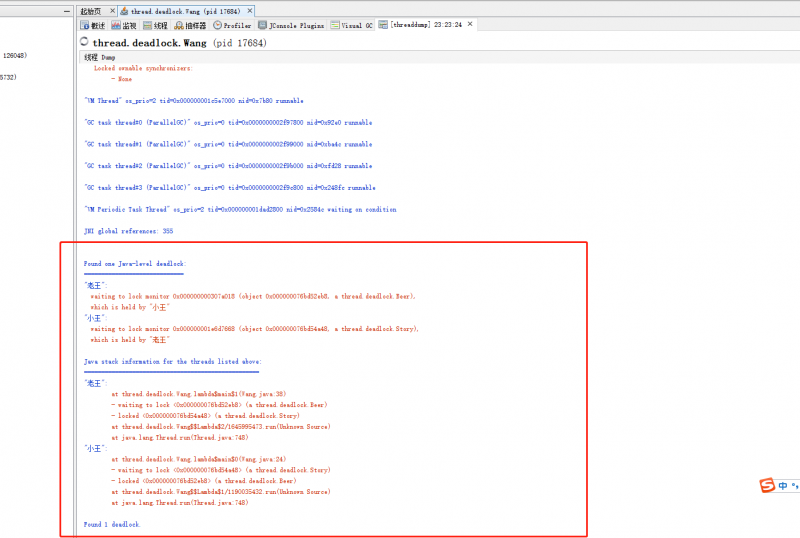 起始页
thread.deadlock.Wang (pid 17684)
概述 监视 线程 抽样器 Profiler JConsole Plugins Visual GC [threaddump] 23:23:24
thread.deadlock.Wang (pid 17684)
线程 Dump
126048)
5732)
Locked ownable synchronizers:
- None
"VM Thread" os_prio=2 tid=0x000000001c5e7000 nid=0x7b80 runnable
"GC task thread#0 (ParallelGC)" os_prio=0 tid=0x0000000002f97800 nid=0x92e0 runnable
"GC task thread#1 (ParallelGC)" os_prio=0 tid=0x0000000002f99000 nid=0xbadc runnable
"GC task thread#2 (ParallelGC)" os_prio=0 tid=0x0000000002f9b000 nid=0xfd28 runnable
"GC task thread#3 (ParallelGC)" os_prio=0 tid=0x0000000002f9c800 nid=0x248fc runnable
"VM Periodic Task Thread" os_prio=2 tid=0x000000001dad2800 nid=0x2584c waiting on condition
JNI global references: 355
Found one Java-level deadlock:
"老王":
waiting to lock monitor 0x000000000307a018 (object 0x000000076bd52eb8, a thread.deadlock.Beer),
which is held by "小王"
"小王":
waiting to lock monitor 0x000000001e6d7668 (object 0x000000076bd54a48, a thread.deadlock.Story),
which is held by "老王"
Java stack information for the threads listed above:
"老王":
at thread.deadlock.Wang.lambda$main$1(Wang.java:38)
- waiting to lock <0x000000076bd52eb8> (a thread.deadlock.Beer)
- locked <0x000000076bd54a48> (a thread.deadlock.Story)
at thread.deadlock.Wang$$Lambda$2/1645995473.run(Unknown Source)
at java.lang.Thread.run(Thread.java:748)
"小王":
at thread.deadlock.Wang.lambda$main$0(Wang.java:24)
- waiting to lock <0x000000076bd54a48> (a thread.deadlock.Story)
- locked <0x000000076bd52eb8> (a thread.deadlock.Beer)
at thread.deadlock.Wang$$Lambda$1/1190035432.run(Unknown Source)
at java.lang.Thread.run(Thread.java:748)
Found 1 deadlock.
中